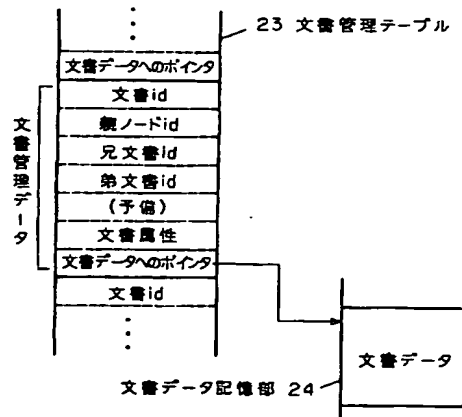 23 文書管理テーブル
文書データへのポインタ
文書id
親ノードid
兄文書id
弟文書id
(予備)
文書属性
文書データへのポインタ
文書id
文書管理データ
文書データ
文書データ記憶部 24